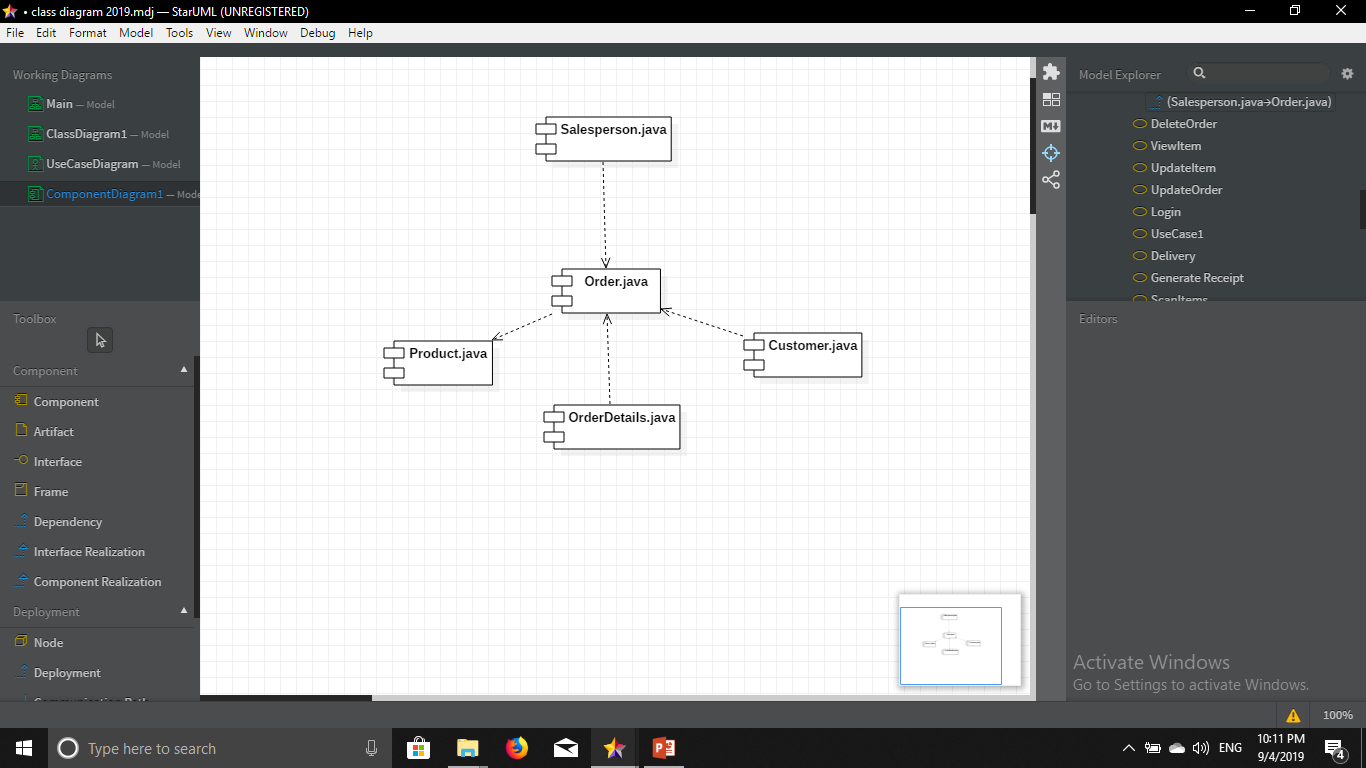 • class diagram 2019.mdj — StarUML (UNREGISTERED)
File Edit Format Model Tools View Window Debug Help
Working Diagrams
Main — Model
ClassDiagram1 — Model
UseCaseDiagram — Model
ComponentDiagram1 — Mode
Toolbox
Component
Component
Artifact
Interface
Frame
Dependency
Interface Realization
Component Realization
Deployment
Node
Deployment
Salesperson.java
Order.java
Product.java
Customer.java
OrderDetails.java
M↓
Model Explorer
(Salesperson.java→Order.java)
DeleteOrder
ViewItem
UpdateItem
UpdateOrder
Login
UseCase1
Delivery
Generate Receipt
ScanItems
Editors
Activate Windows
Go to Settings to activate Windows.
100%
Type here to search
ENG
10:11 PM
9/4/2019
4